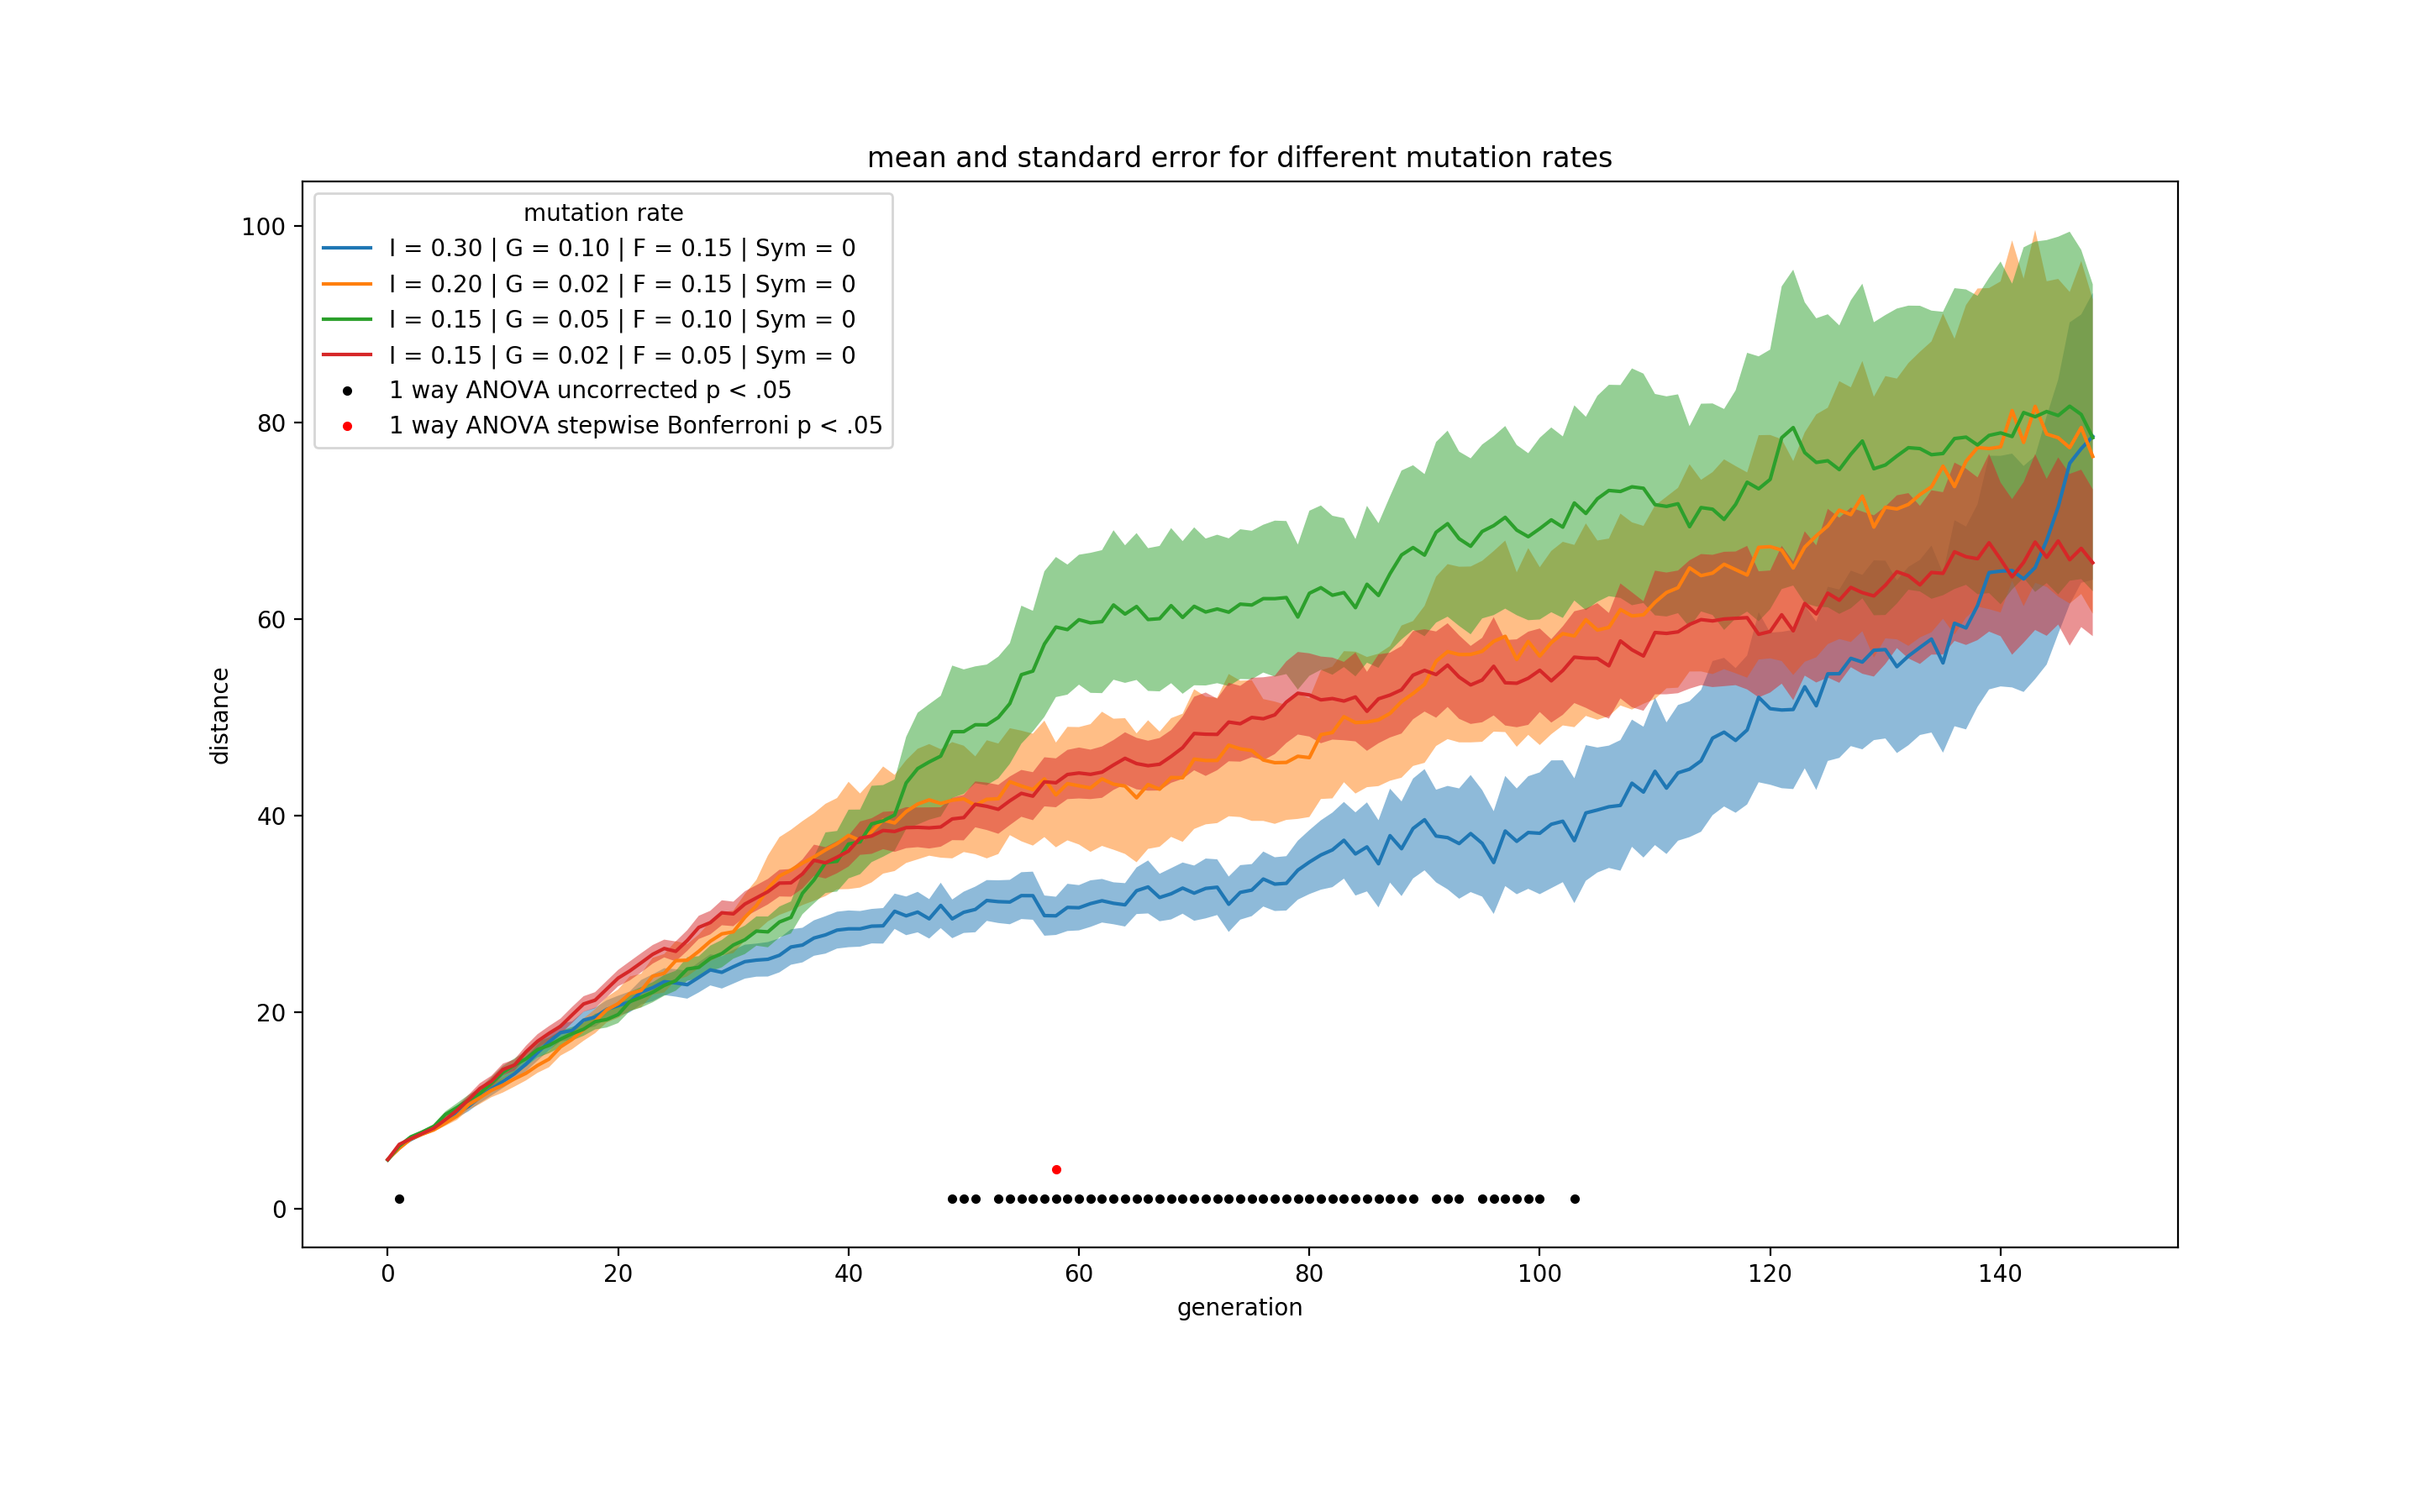 mean and standard error for different mutation rates
mutation rate
I = 0.30 | G = 0.10 | F = 0.15 | Sym = 0
I = 0.20 | G = 0.02 | F = 0.15 | Sym = 0
I = 0.15 | G = 0.05 | F = 0.10 | Sym = 0
I = 0.15 | G = 0.02 | F = 0.05 | Sym = 0
1 way ANOVA uncorrected p < .05
1 way ANOVA stepwise Bonferroni p < .05
100
80
60
40
20
0
distance
0 20 40 60 80 100 120 140
generation